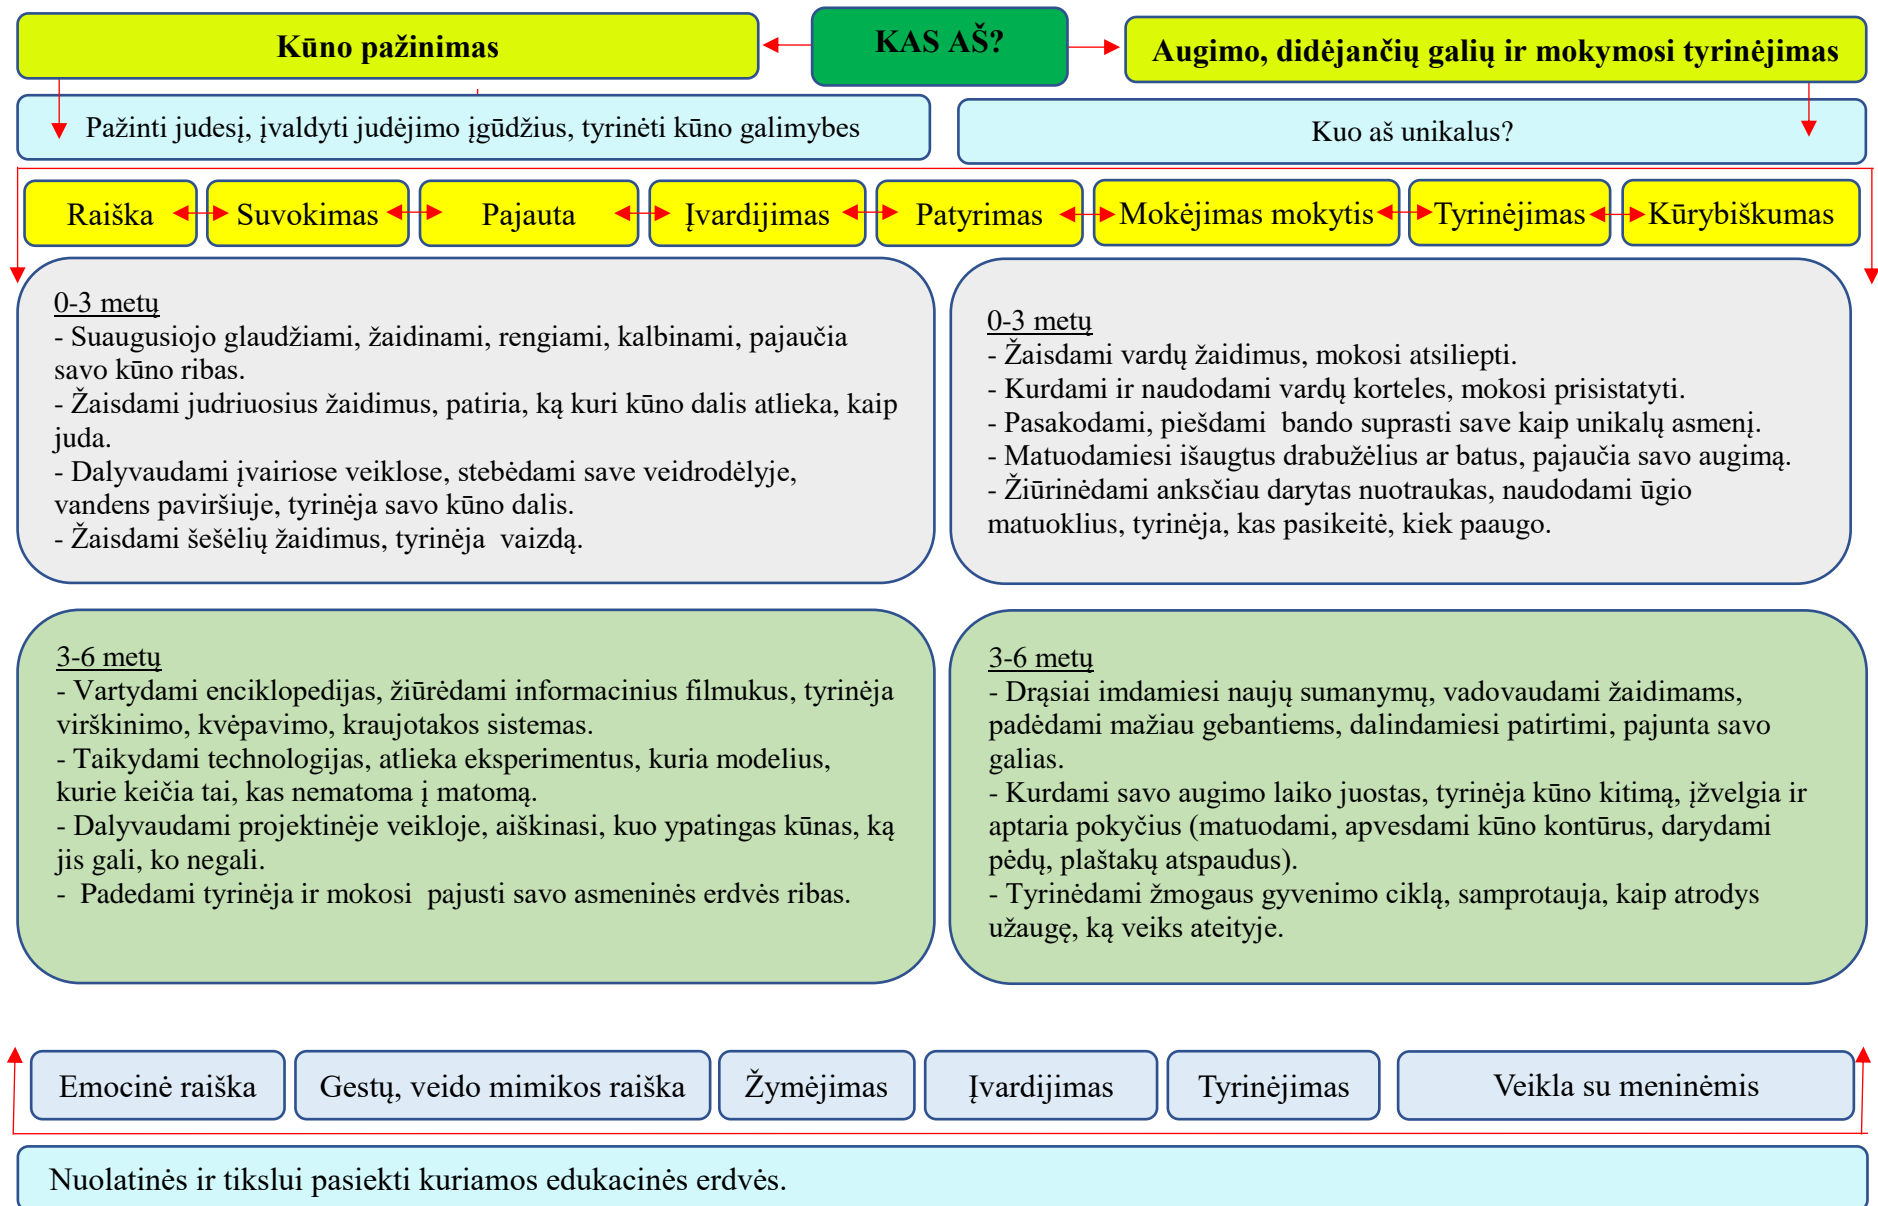 Kūno pažinimas
KAS AŠ?
Augimo, didėjančių galių ir mokymosi tyrinėjimas
Pažinti judesį, įvaldyti judėjimo įgūdžius, tyrinėti kūno galimybes
Kuo aš unikalus?
Raiška
Suvokimas
Pajauta
Įvardijimas
Patyrimas
Mokėjimas mokytis
Tyrinėjimas
Kūrybiškumas
0-3 metų
- Suaugusiojo glaudžiami, žaidinami, rengiami, kalbinami, pajaučia
savo kūno ribas.
- Žaisdami judriuosius žaidimus, patiria, ką kuri kūno dalis atlieka, kaip
juda.
- Dalyvaudami įvairiose veiklose, stebėdami save veidrodėlyje,
vandens paviršiuje, tyrinėja savo kūno dalis.
- Žaisdami šešėlių žaidimus, tyrinėja  vaizdą.
0-3 metų
- Žaisdami vardų žaidimus, mokosi atsiliepti.
- Kurdami ir naudodami vardų korteles, mokosi prisistatyti.
- Pasakodami, piešdami  bando suprasti save kaip unikalų asmenį.
- Matuodamiesi išaugtus drabužėlius ar batus, pajaučia savo augimą.
- Žiūrinėdami anksčiau darytas nuotraukas, naudodami ūgio
matuoklius, tyrinėja, kas pasikeitė, kiek paaugo.
3-6 metų
- Vartydami enciklopedijas, žiūrėdami informacinius filmukus, tyrinėja
virškinimo, kvėpavimo, kraujotakos sistemas.
- Taikydami technologijas, atlieka eksperimentus, kuria modelius,
kurie keičia tai, kas nematoma į matomą.
- Dalyvaudami projektinėje veikloje, aiškinasi, kuo ypatingas kūnas, ką
jis gali, ko negali.
-  Padedami tyrinėja ir mokosi  pajusti savo asmeninės erdvės ribas.
3-6 metų
- Drąsiai imdamiesi naujų sumanymų, vadovaudami žaidimams,
padėdami mažiau gebantiems, dalindamiesi patirtimi, pajunta savo
galias.
- Kurdami savo augimo laiko juostas, tyrinėja kūno kitimą, įžvelgia ir
aptaria pokyčius (matuodami, apvesdami kūno kontūrus, darydami
pėdų, plaštakų atspaudus).
- Tyrinėdami žmogaus gyvenimo ciklą, samprotauja, kaip atrodys
užaugę, ką veiks ateityje.
Emocinė raiška
Gestų, veido mimikos raiška
Žymėjimas
Įvardijimas
Tyrinėjimas
Veikla su meninėmis
Nuolatinės ir tikslui pasiekti kuriamos edukacinės erdvės.